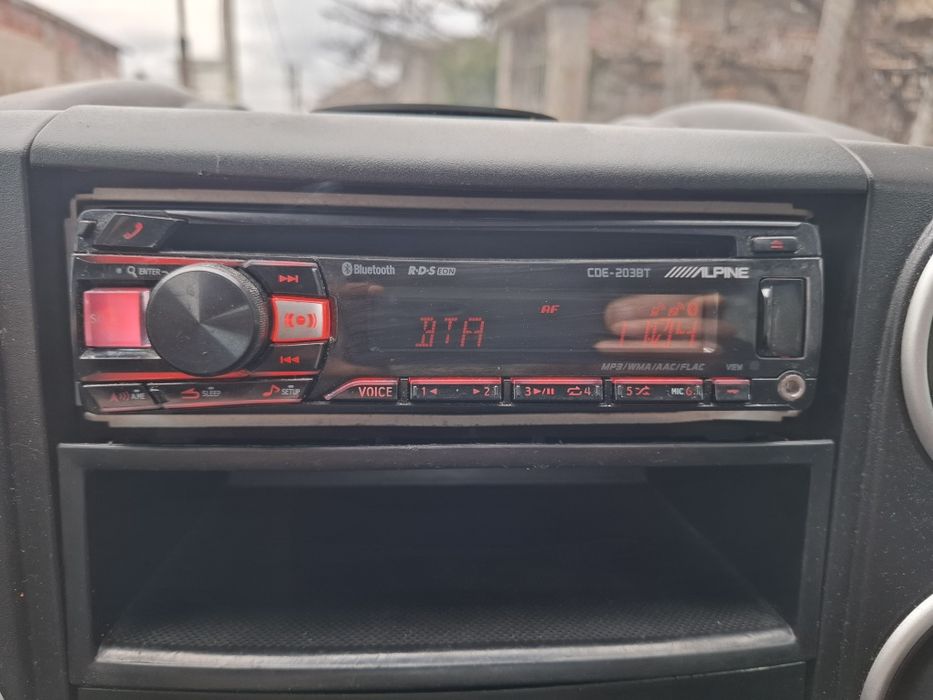 Bluetooth R·D·S EON CDE-203BT ALPINE
ENTER
AF
BTA
MP3/WMA/AAC/FLAC VIEW
SLEEP SETUP
VOICE 1 2 3 4 5 MIC 6